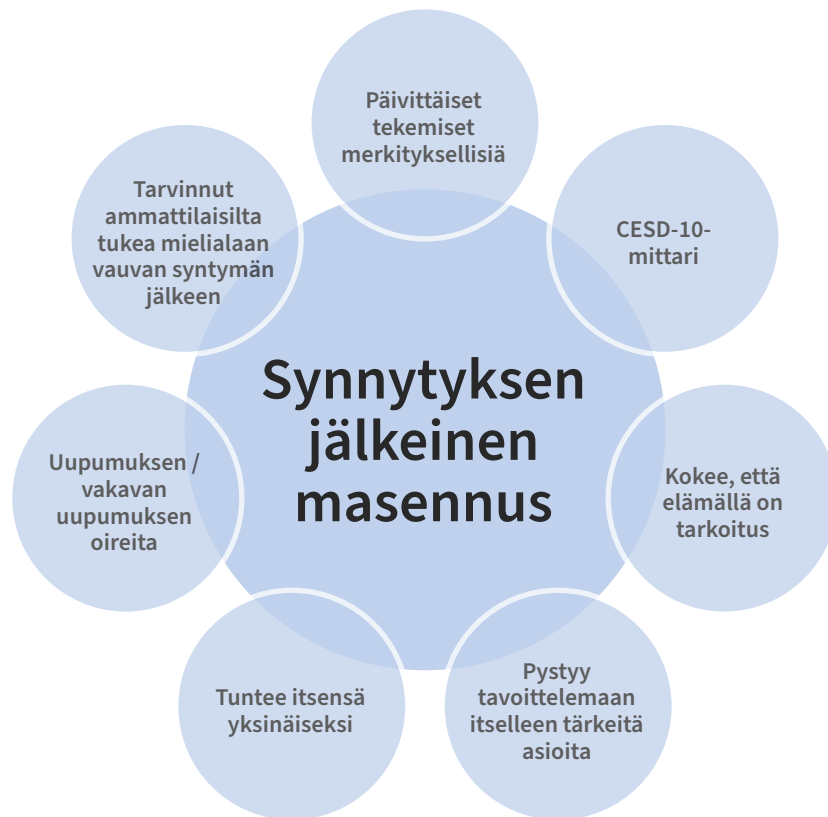 Päivittäiset
tekemiset
merkityksellisiä
CESD-10-
mittari
Kokee, että
elämällä on
tarkoitus
Pystyy
tavoittelemaan
itselleen tärkeitä
asioita
Tuntee itsensä
yksinäiseksi
Uupumuksen /
vakavan
uupumuksen
oireita
Tarvinnut
ammattilaisilta
tukea mielialaan
vauvan syntymän
jälkeen
Synnytyksen
jälkeinen
masennus